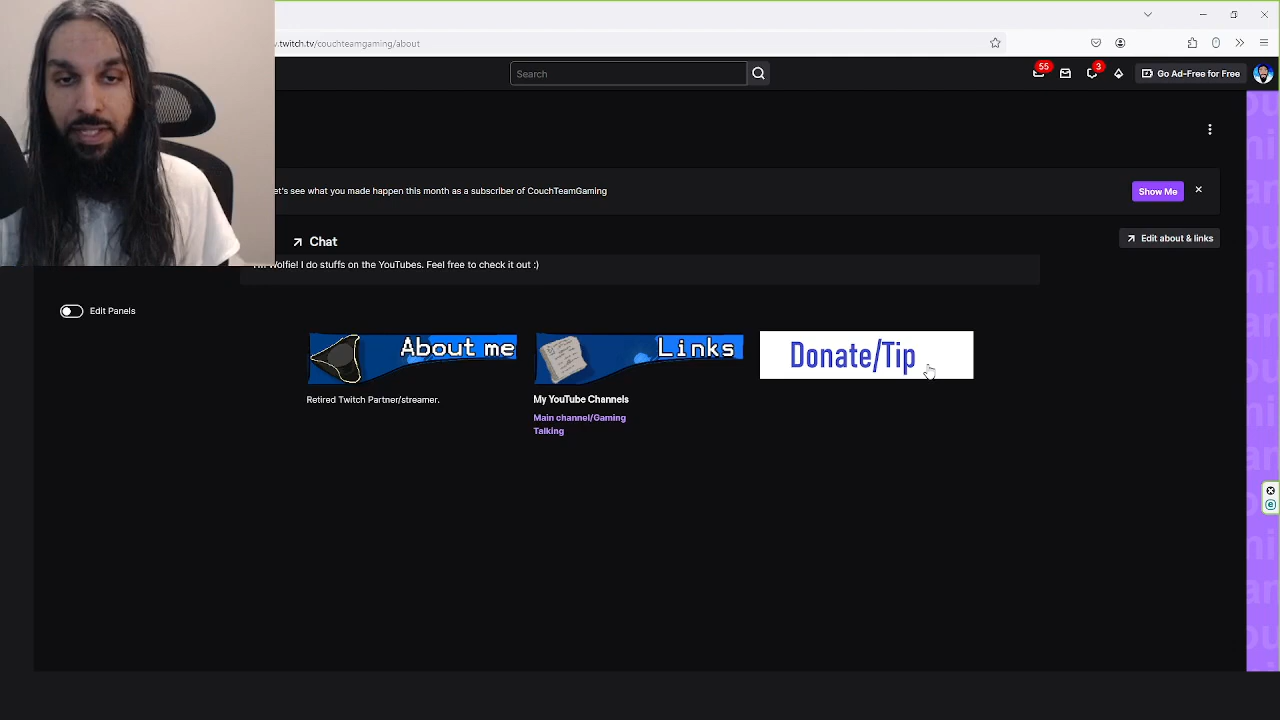 .twitch.tv/couchteamgaming/about
Search
55
3
Go Ad-Free for Free
et's see what you made happen this month as a subscriber of CouchTeamGaming
Show Me
Chat
Edit about & links
Wolfie! I do stuffs on the YouTubes. Feel free to check it out :)
Edit Panels
About me
Links
Donate/Tip
Retired Twitch Partner/streamer.
My YouTube Channels
Main channel/Gaming
Talking